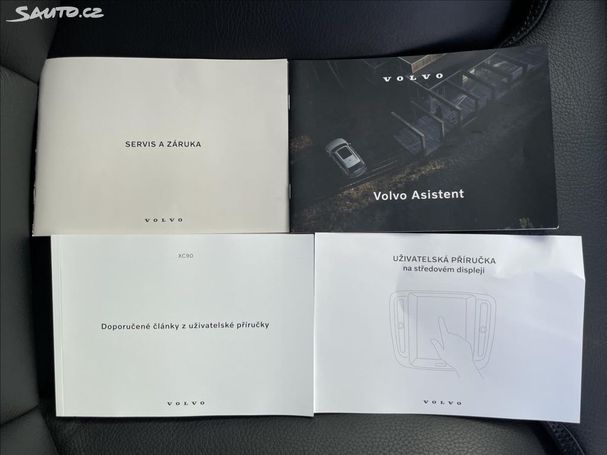 SAUTO.CZ
SERVIS A ZÁRUKA
VOLVO
VOLVO
Volvo Asistent
XC90
Doporučené články z uživatelské příručky
VOLVO
UŽIVATELSKÁ PŘÍRUČKA
na středovém displeji
VOLVO